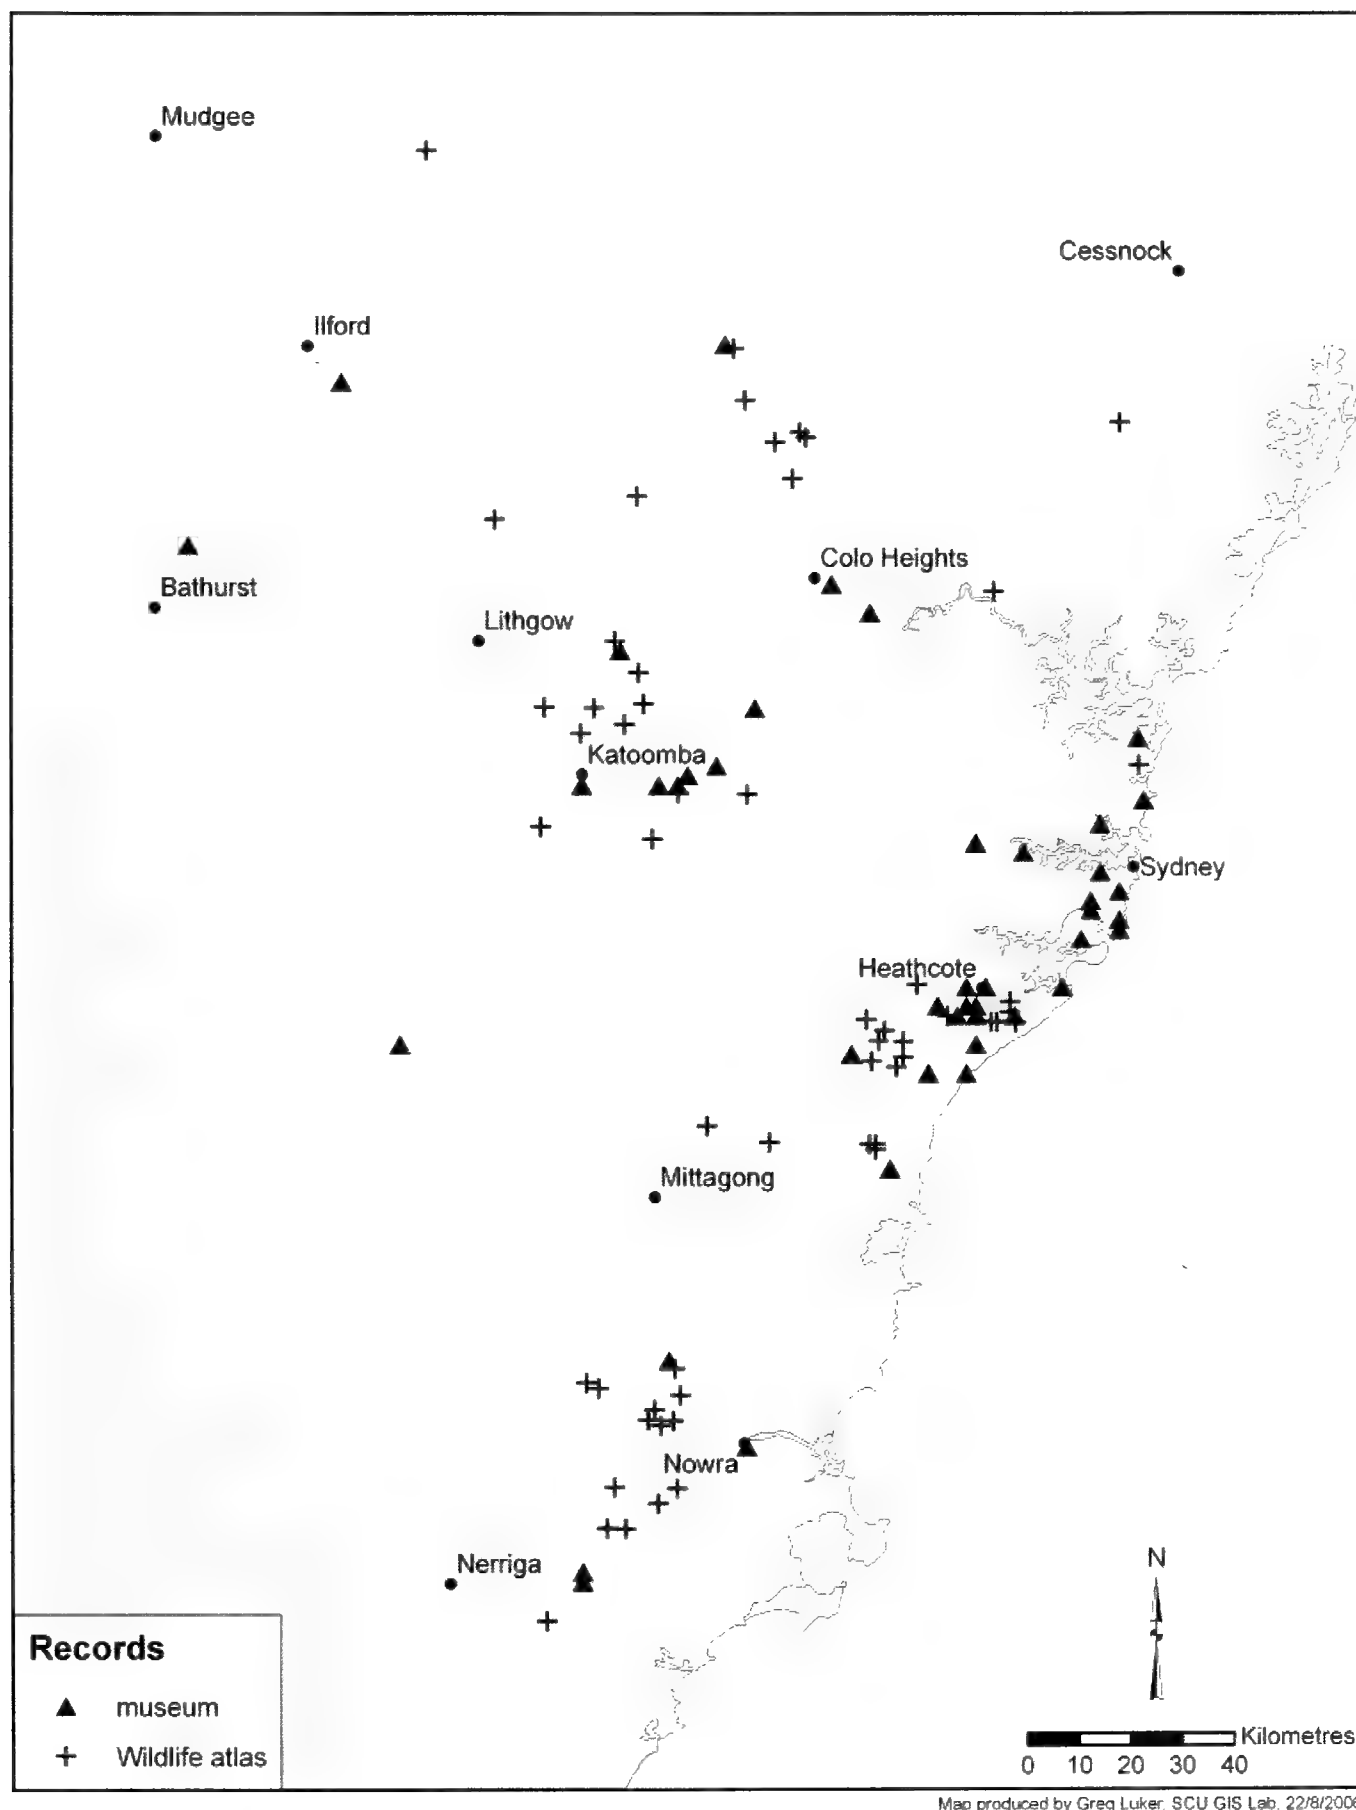 Mudgee
Cessnock
Ilford
Colo Heights
Bathurst
Lithgow
Katoomba
Sydney
Heathcote
Mittagong
Nowra
Nerriga
N
Records
museum
Wildlife atlas
Kilometres
0 10 20 30 40
Map produced by Greg Luker, SCU GIS Lab, 22/8/2006